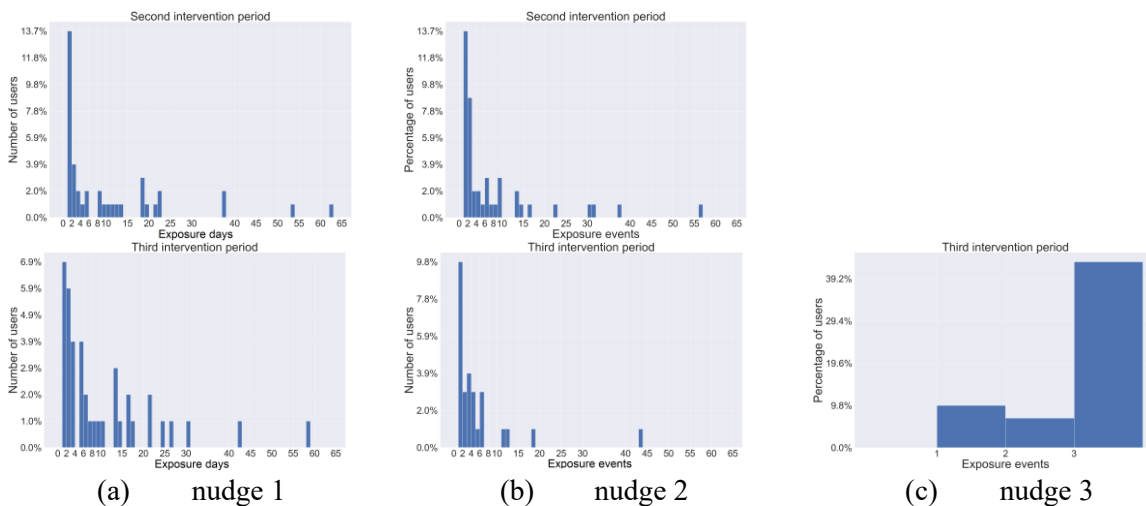 Second intervention period
13.7%
11.8%
9.8%
7.8%
5.9%
3.9%
2.0%
0.0%
Number of users
0 2 4 6 8 10 15 20 25 30 40 45 50 55 60 65
Exposure days
Second intervention period
13.7%
11.8%
9.8%
7.8%
5.9%
3.9%
2.0%
0.0%
Percentage of users
0 2 4 6 8 10 15 20 25 30 40 45 50 55 60 65
Exposure events
Third intervention period
6.9%
5.9%
4.9%
3.9%
2.9%
2.0%
1.0%
0.0%
Number of users
0 2 4 6 8 10 15 20 25 30 40 45 50 55 60 65
Exposure days
Third intervention period
9.8%
7.8%
5.9%
3.9%
2.0%
0.0%
Number of users
0 2 4 6 8 10 15 20 25 30 40 45 50 55 60 65
Exposure events
Third intervention period
39.2%
29.4%
19.6%
9.8%
0.0%
Percentage of users
1 2 3
Exposure events
(a) nudge 1
(b) nudge 2
(c) nudge 3